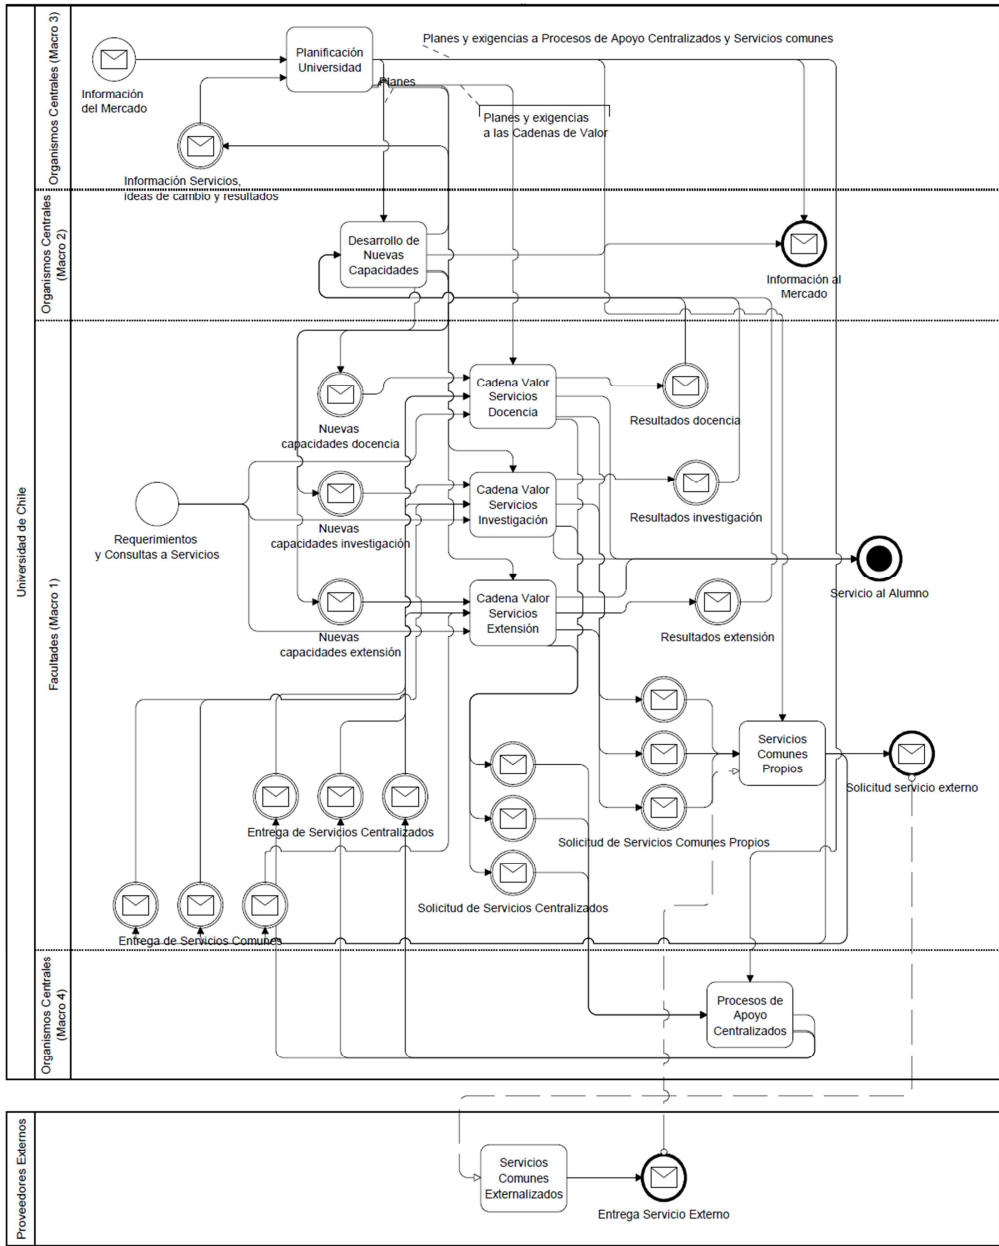 Universidad de Chile
Organismos Centrales (Macro 3)
Información
del Mercado
Planificación
Universidad
Planes y exigencias a Procesos de Apoyo Centralizados y Servicios comunes
Planes
Planes y exigencias
a las Cadenas de Valor
Información Servicios,
ideas de cambio y resultados
Organismos Centrales
(Macro 2)
Desarrollo de
Nuevas
Capacidades
Información al
Mercado
Facultades (Macro 1)
Nuevas
capacidades docencia
Cadena Valor
Servicios
Docencia
Resultados docencia
Requerimientos
y Consultas a Servicios
Nuevas
capacidades investigación
Cadena Valor
Servicios
Investigación
Resultados investigación
Nuevas
capacidades extensión
Cadena Valor
Servicios
Extensión
Resultados extensión
Servicio al Alumno
Servicios
Comunes
Propios
Solicitud servicio externo
Entrega de Servicios Centralizados
Solicitud de Servicios Comunes Propios
Solicitud de Servicios Centralizados
Entrega de Servicios Comunes
Organismos Centrales
(Macro 4)
Procesos de
Apoyo
Centralizados
Proveedores Externos
Servicios
Comunes
Externalizados
Entrega Servicio Externo